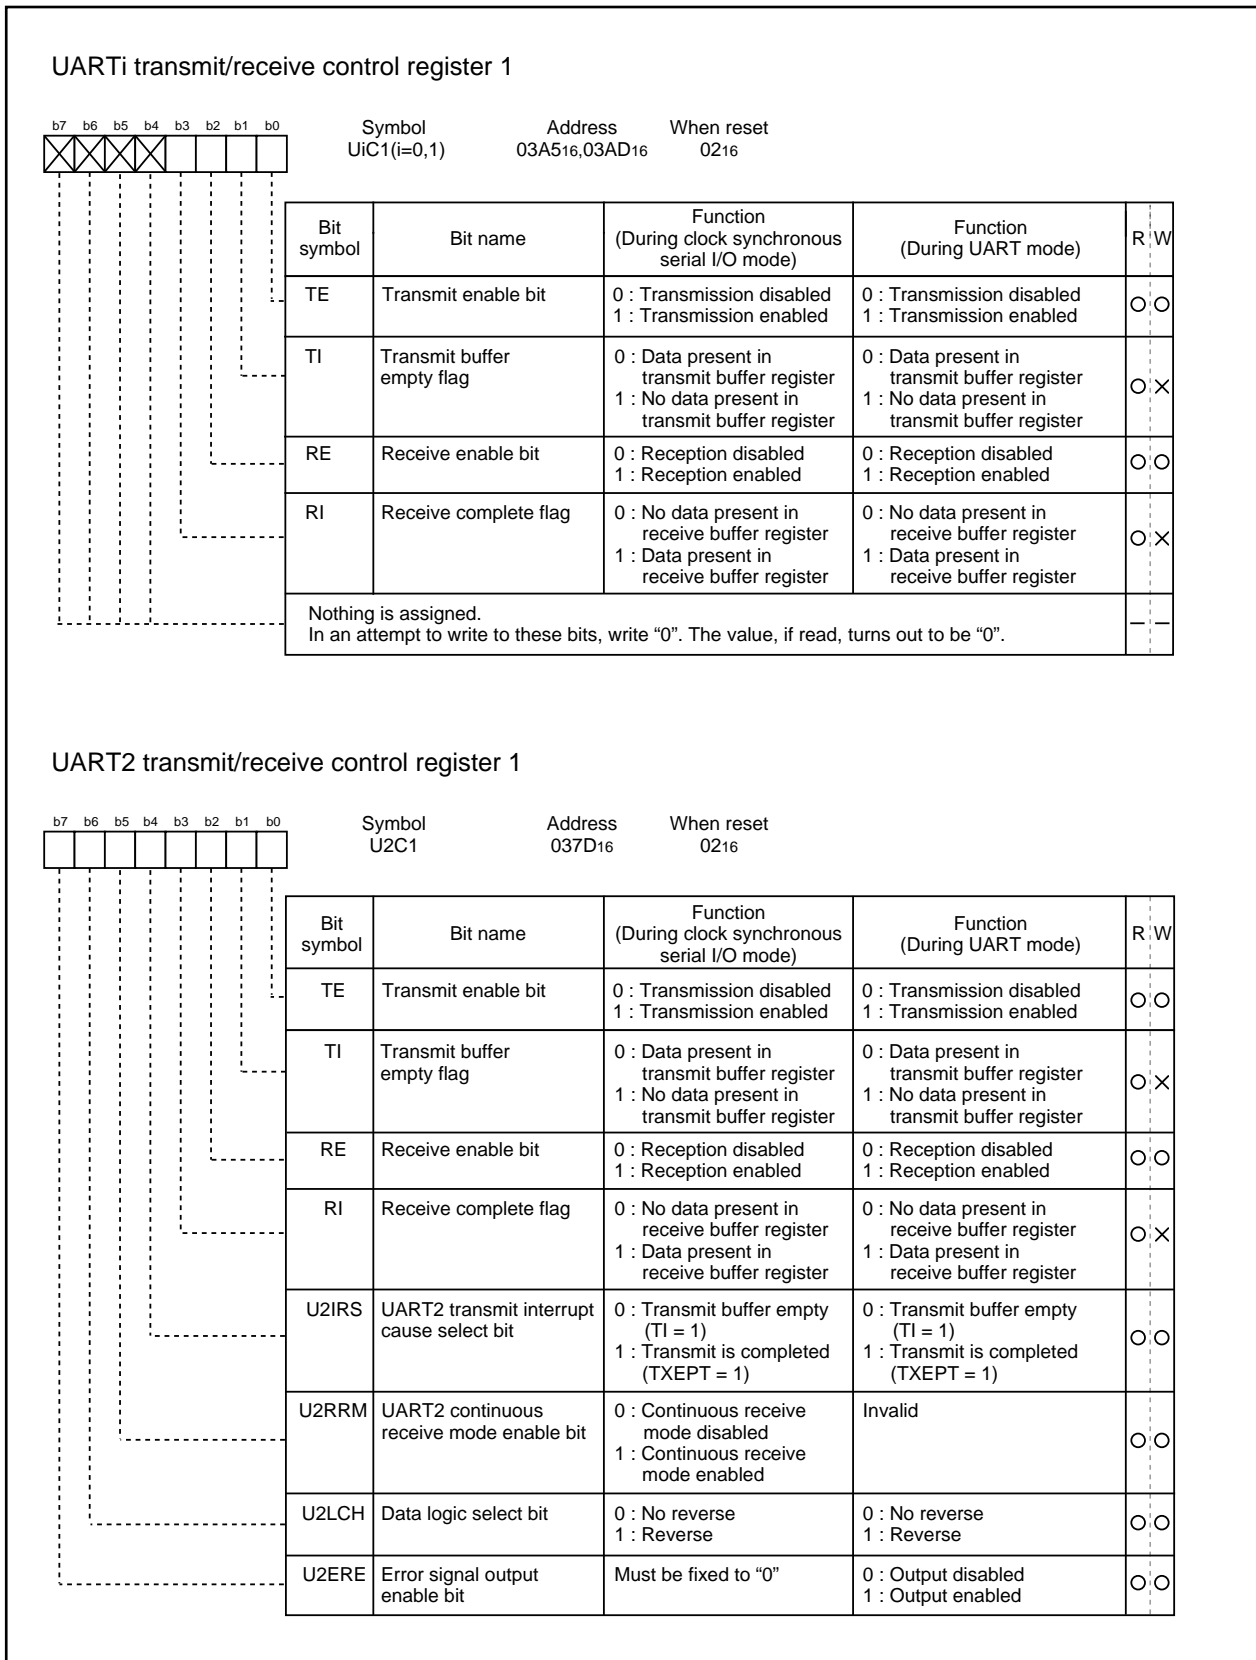 UARTi transmit/receive control register 1
b7 b6 b5 b4 b3 b2 b1 b0
Symbol Address When reset
UiC1(i=0,1) 03A516,03AD16 0216
Bit symbol Bit name Function (During clock synchronous serial I/O mode) Function (During UART mode) R W
TE Transmit enable bit 0 : Transmission disabled 0 : Transmission disabled
1 : Transmission enabled 1 : Transmission enabled
TI Transmit buffer 0 : Data present in 0 : Data present in
empty flag transmit buffer register transmit buffer register
1 : No data present in 1 : No data present in
transmit buffer register transmit buffer register
RE Receive enable bit 0 : Reception disabled 0 : Reception disabled
1 : Reception enabled 1 : Reception enabled
RI Receive complete flag 0 : No data present in 0 : No data present in
receive buffer register receive buffer register
1 : Data present in 1 : Data present in
receive buffer register receive buffer register
Nothing is assigned.
In an attempt to write to these bits, write “0”. The value, if read, turns out to be “0”.
UART2 transmit/receive control register 1
b7 b6 b5 b4 b3 b2 b1 b0
Symbol Address When reset
U2C1 037D16 0216
Bit symbol Bit name Function (During clock synchronous serial I/O mode) Function (During UART mode) R W
TE Transmit enable bit 0 : Transmission disabled 0 : Transmission disabled
1 : Transmission enabled 1 : Transmission enabled
TI Transmit buffer 0 : Data present in 0 : Data present in
empty flag transmit buffer register transmit buffer register
1 : No data present in 1 : No data present in
transmit buffer register transmit buffer register
RE Receive enable bit 0 : Reception disabled 0 : Reception disabled
1 : Reception enabled 1 : Reception enabled
RI Receive complete flag 0 : No data present in 0 : No data present in
receive buffer register receive buffer register
1 : Data present in 1 : Data present in
receive buffer register receive buffer register
U2IRS UART2 transmit interrupt 0 : Transmit buffer empty 0 : Transmit buffer empty
cause select bit (TI = 1) (TI = 1)
1 : Transmit is completed 1 : Transmit is completed
(TXEPT = 1) (TXEPT = 1)
U2RRM UART2 continuous 0 : Continuous receive Invalid
receive mode enable bit mode disabled
1 : Continuous receive
mode enabled
U2LCH Data logic select bit 0 : No reverse 0 : No reverse
1 : Reverse 1 : Reverse
U2ERE Error signal output Must be fixed to “0” 0 : Output disabled
enable bit 1 : Output enabled